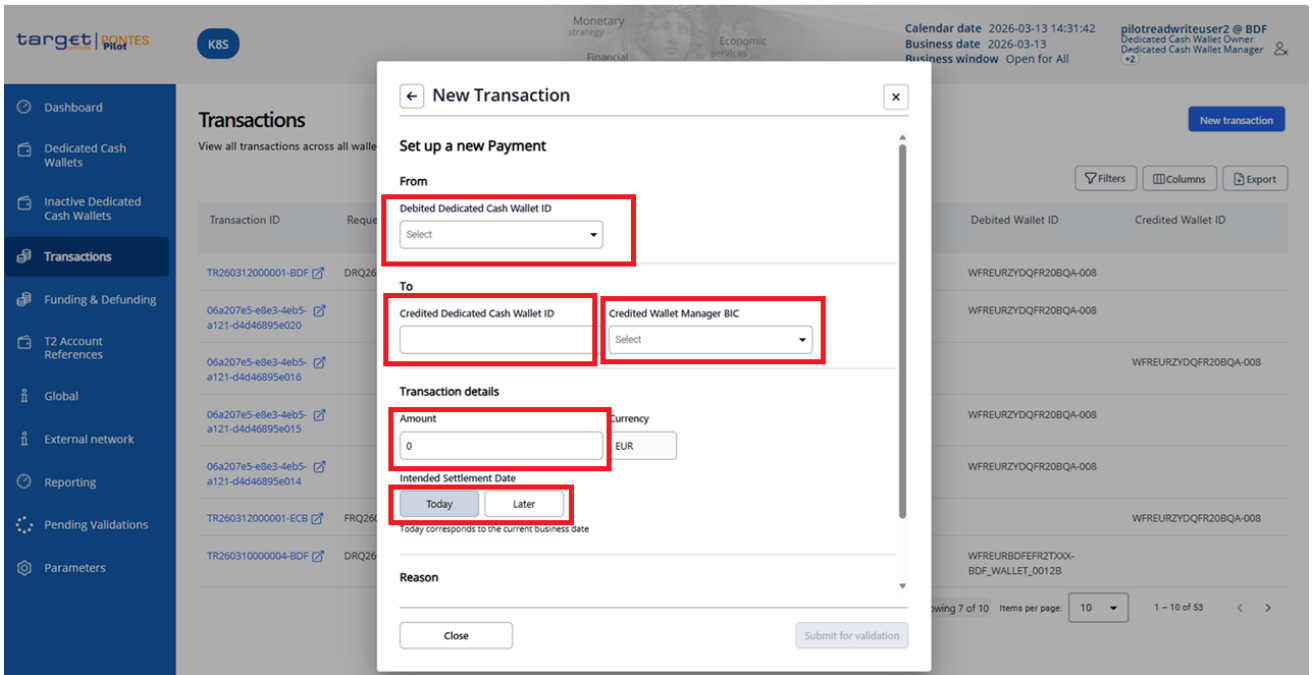 target | PONTES
services Pilot
K8S
Monetary
strategy
Financial
Economic
services
Calendar date 2026-03-13 14:31:42
Business date 2026-03-13
Business window Open for All
pilotreadwriteuser2 @ BDF
Dedicated Cash Wallet Owner
Dedicated Cash Wallet Manager
+2
Dashboard
Dedicated Cash
Wallets
Inactive Dedicated
Cash Wallets
Transactions
Funding & Defunding
T2 Account
References
Global
External network
Reporting
Pending Validations
Parameters
Transactions
View all transactions across all walle
New transaction
Filters
Columns
Export
Transaction ID Reque Debited Wallet ID Credited Wallet ID
TR260312000001-BDF DRQ26 WFREURZYDQFR20BQA-008
06a207e5-e8e3-4eb5- WFREURZYDQFR20BQA-008
a121-d4d46895e020
06a207e5-e8e3-4eb5- WFREURZYDQFR20BQA-008
a121-d4d46895e016
06a207e5-e8e3-4eb5- WFREURZYDQFR20BQA-008
a121-d4d46895e015
06a207e5-e8e3-4eb5- WFREURZYDQFR20BQA-008
a121-d4d46895e014
TR260312000001-ECB FRQ260 WFREURZYDQFR20BQA-008
TR260310000004-BDF DRQ26 WFREURBDFEFR2TXXX-
BDF_WALLET_0012B
owing 7 of 10 Items per page: 10 1 – 10 of 53
New Transaction
Set up a new Payment
From
Debited Dedicated Cash Wallet ID
Select
To
Credited Dedicated Cash Wallet ID Credited Wallet Manager BIC
Select
Transaction details
Amount Currency
0 EUR
Intended Settlement Date
Today Later
Today corresponds to the current business date
Reason
Close Submit for validation